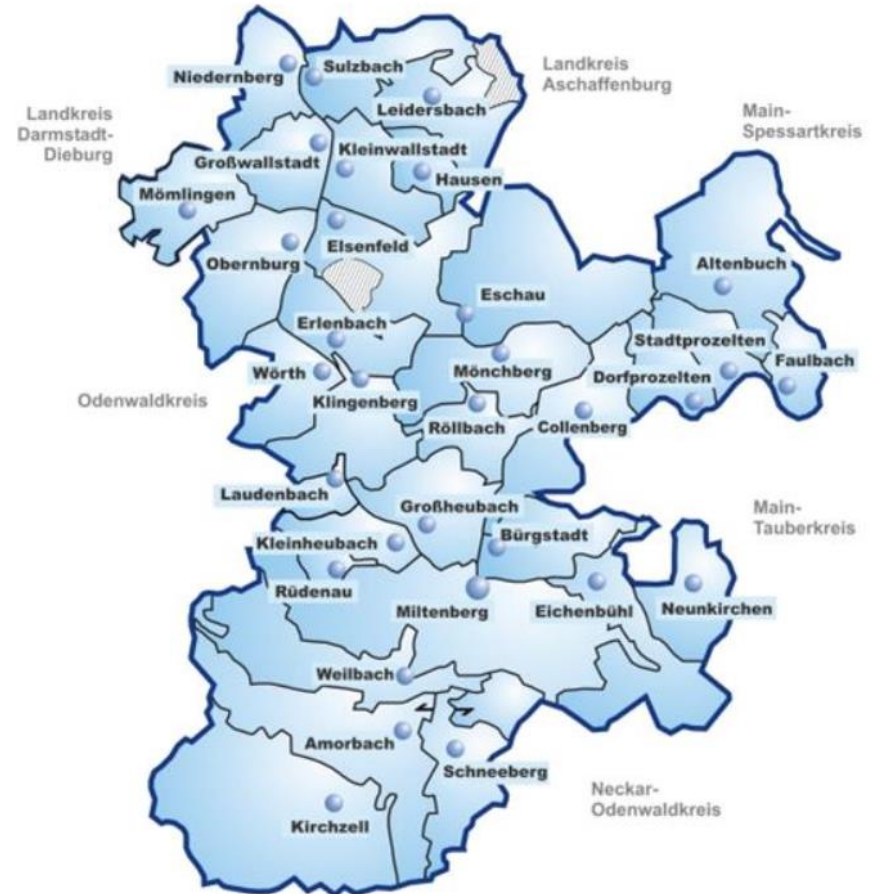 Niedernberg
Sulzbach
Landkreis
Aschaffenburg
Leidersbach
Landkreis
Darmstadt-
Dieburg
Main-
Spessartkreis
Großwallstadt
Kleinwallstadt
Hausen
Mömlingen
Elsenfeld
Obernburg
Altenbuch
Eschau
Erlenbach
Stadtprozelten
Faulbach
Wörth
Mönchberg
Dorfprozelten
Odenwaldkreis
Klingenberg
Röllbach
Collenberg
Laudenbach
Großheubach
Main-
Tauberkreis
Kleinheubach
Bürgstadt
Rüdenau
Miltenberg
Eichenbühl
Neunkirchen
Weilbach
Amorbach
Schneeberg
Neckar-
Odenwaldkreis
Kirchzell